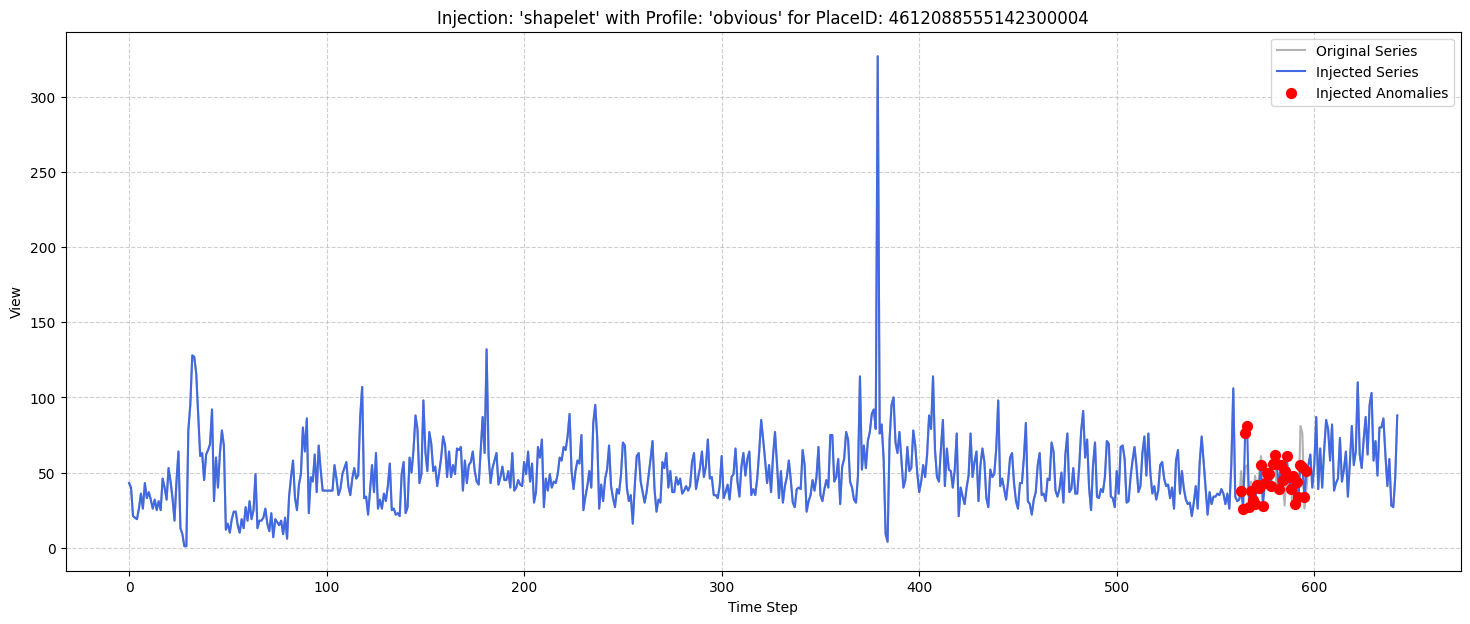 Injection: 'shapelet' with Profile: 'obvious' for PlaceID: 4612088555142300004
Original Series
Injected Series
Injected Anomalies
View
300
250
200
150
100
50
0
0 100 200 300 400 500 600
Time Step